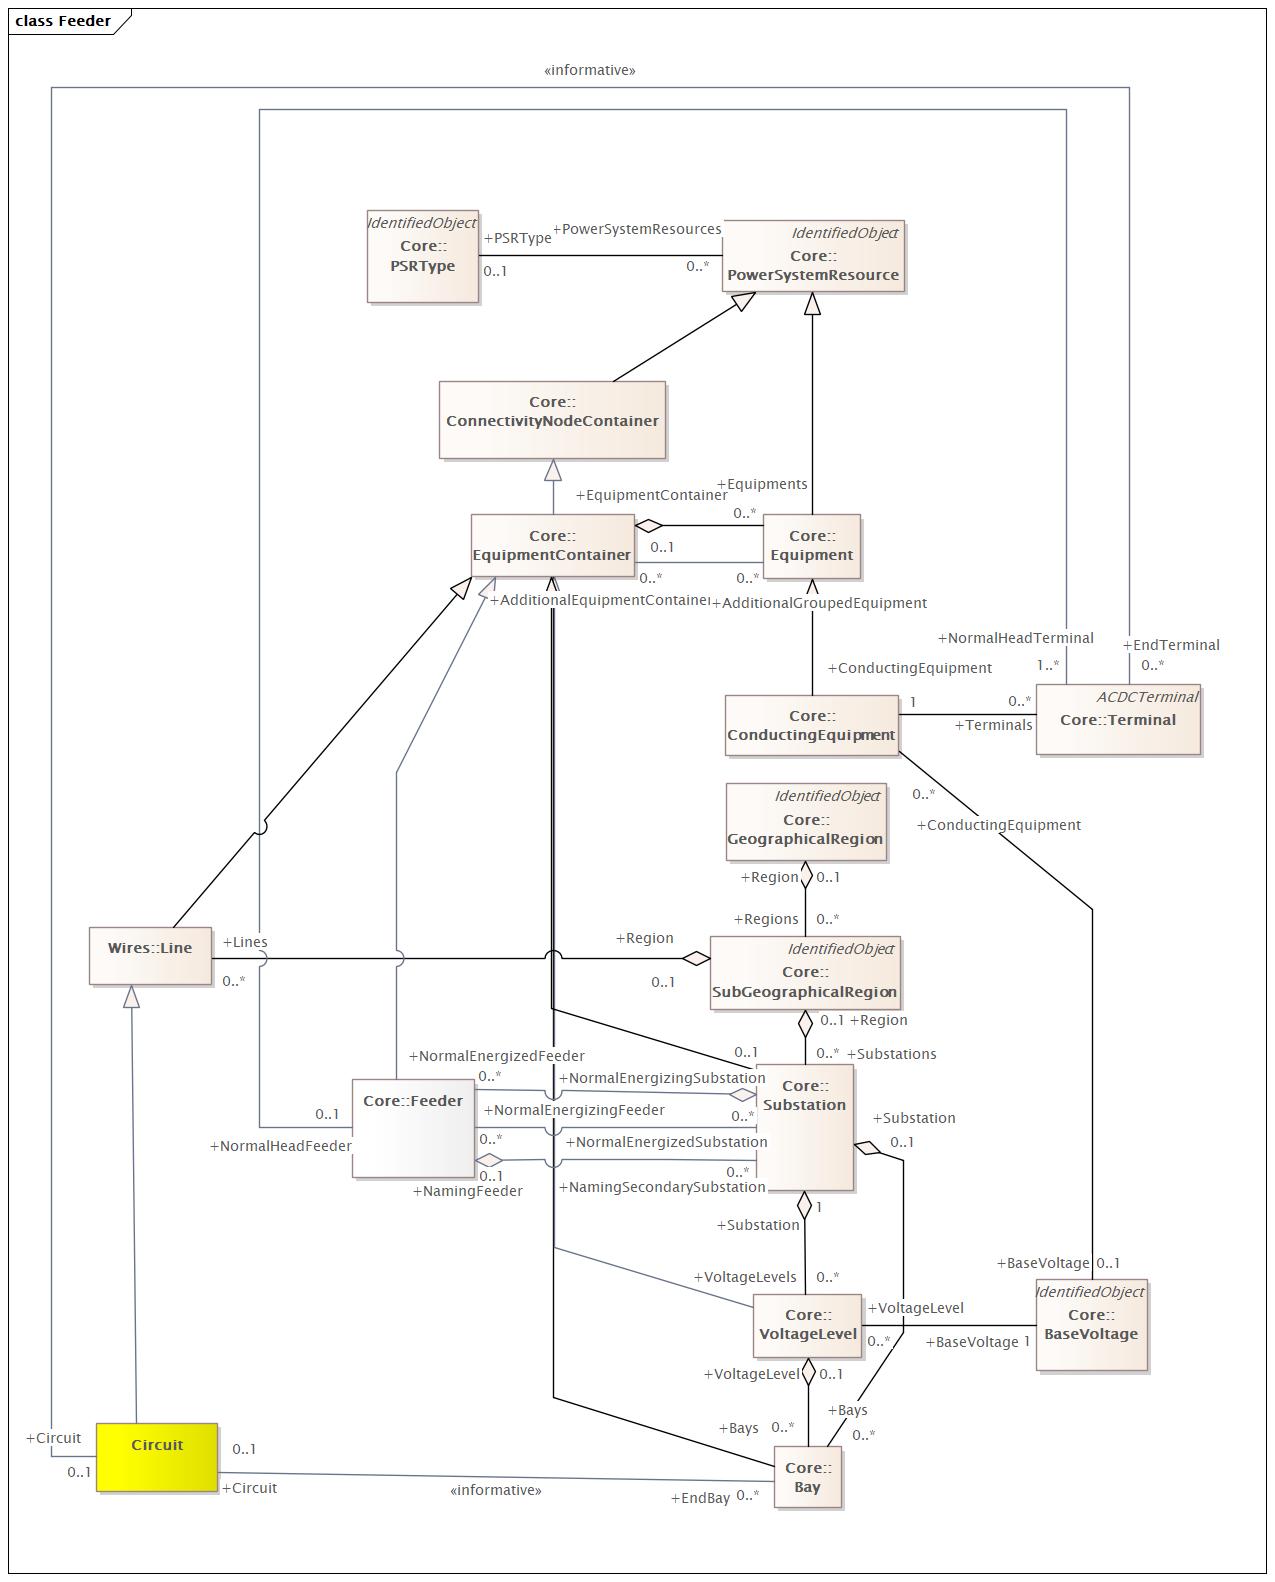 class Feeder
«informative»
IdentifiedObject
Core::
PSRType
+PSRType
0..1
+PowerSystemResources
0..*
IdentifiedObject
Core::
PowerSystemResource
Core::
ConnectivityNodeContainer
+EquipmentContainer
+Equipments
0..*
0..1
Core::
EquipmentContainer
Core::
Equipment
0..*
0..*
+AdditionalEquipmentContainer
+AdditionalGroupedEquipment
+NormalHeadTerminal
1..*
+EndTerminal
0..*
+ConductingEquipment
1
0..*
+Terminals
Core::
ConductingEquipment
ACDCTerminal
Core::Terminal
0..*
+ConductingEquipment
IdentifiedObject
Core::
GeographicalRegion
+Region
0..1
+Regions
0..*
Wires::Line
+Lines
0..*
+Region
0..1
IdentifiedObject
Core::
SubGeographicalRegion
0..1 +Region
0..* +Substations
+NormalEnergizedFeeder
0..*
0..1
+NormalEnergizingSubstation
Core::Feeder
Core::
Substation
0..1
+NormalHeadFeeder
+NormalEnergizingFeeder
0..*
0..*
+NormalEnergizedSubstation
0..1
+NamingFeeder
0..*
+NamingSecondarySubstation
+Substation
0..1
1
+Substation
+VoltageLevels
0..*
+BaseVoltage
0..1
Core::
VoltageLevel
+VoltageLevel
0..*
+BaseVoltage 1
IdentifiedObject
Core::
BaseVoltage
+VoltageLevel
0..1
+Bays
0..*
+Bays
0..*
+Circuit
0..1
Circuit
0..1
+Circuit
«informative»
+EndBay
0..*
Core::
Bay